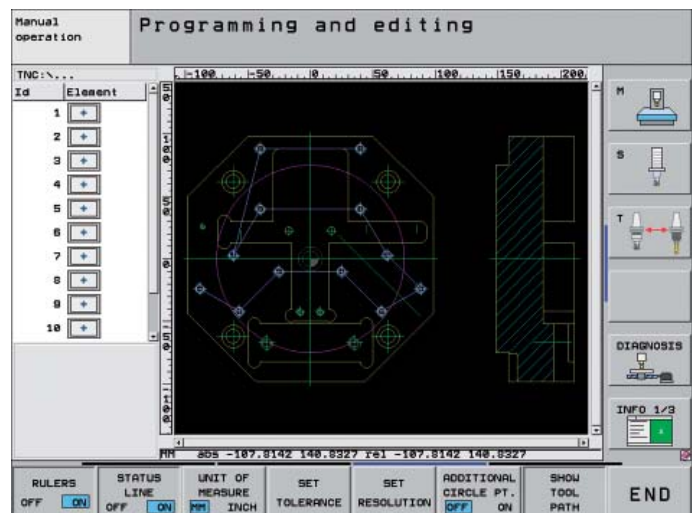 Manual
operation
Programming and editing
TNC:\...
Id Element
1
2
3
4
5
6
7
8
9
10
|-100 |-50 |0 |50 |100 |150 |200
MM abs -107.8142 140.8327 rel -107.8142 140.8327
M
S
T
DIAGNOSIS
INFO 1/3
RULERS
OFF ON
STATUS
LINE
OFF ON
UNIT OF
MEASURE
MM INCH
SET
TOLERANCE
SET
RESOLUTION
ADDITIONAL
CIRCLE PT.
OFF ON
SHOW
TOOL
PATH
END